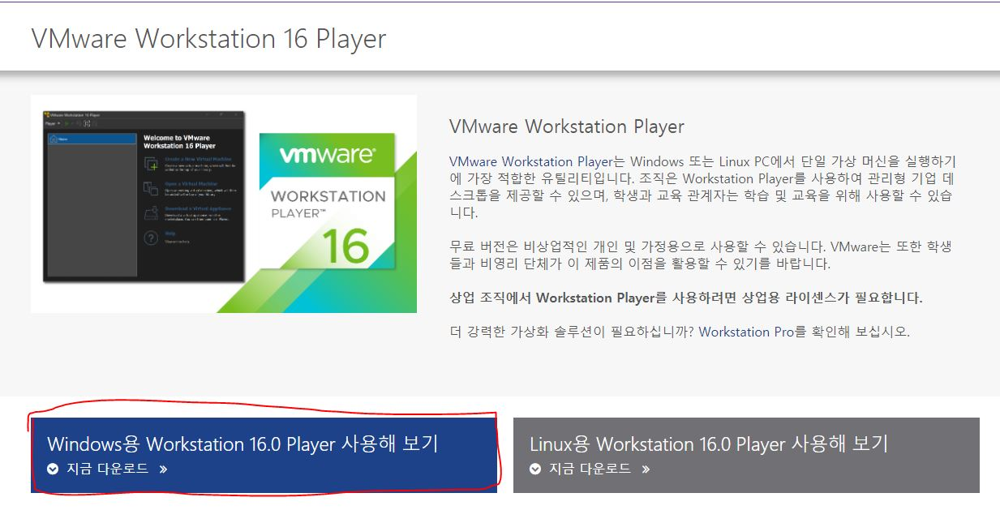 VMware Workstation 16 Player
VMware Workstation 16 Player
Player
Home
Welcome to VMware
Workstation 16 Player
Create a New Virtual Machine
Open a Virtual Machine
Download a Virtual Appliance
Help
vmware®
WORKSTATION
PLAYER™
16
VMware Workstation Player
VMware Workstation Player는 Windows 또는 Linux PC에서 단일 가상 머신을 실행하기
에 가장 적합한 유틸리티입니다. 조직은 Workstation Player를 사용하여 관리형 기업 데
스크톱을 제공할 수 있으며, 학생과 교육 관계자는 학습 및 교육을 위해 사용할 수 있습
니다.
무료 버전은 비상업적인 개인 및 가정용으로 사용할 수 있습니다. VMware는 또한 학생
들과 비영리 단체가 이 제품의 이점을 활용할 수 있기를 바랍니다.
상업 조직에서 Workstation Player를 사용하려면 상업용 라이센스가 필요합니다.
더 강력한 가상화 솔루션이 필요하십니까? Workstation Pro를 확인해 보십시오.
Windows용 Workstation 16.0 Player 사용해 보기
지금 다운로드 »
Linux용 Workstation 16.0 Player 사용해 보기
지금 다운로드 »